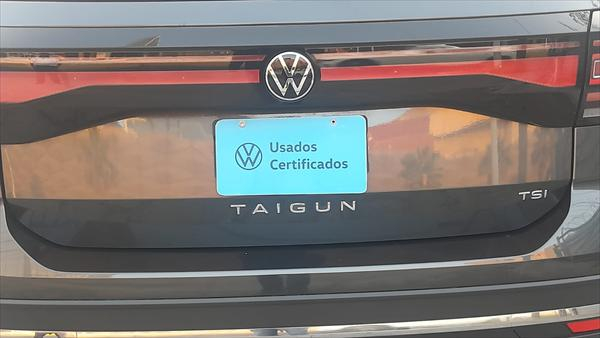 Usados
Certificados
TAIGUN
TSI